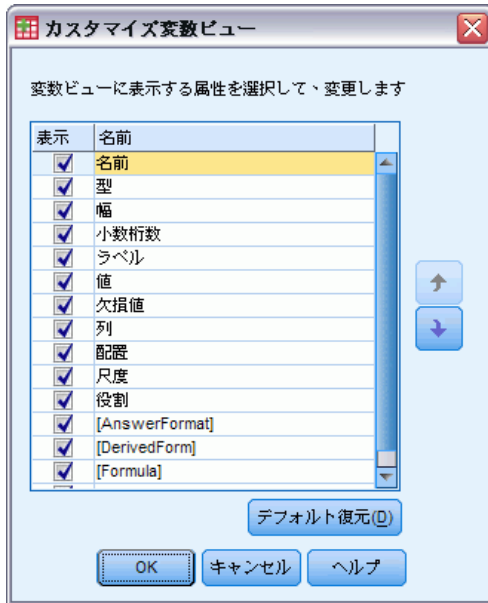 カスタマイズ変数ビュー
変数ビューに表示する属性を選択して、変更します
表示 名前
名前
型
幅
小数桁数
ラベル
値
欠損値
列
配置
尺度
役割
[AnswerFormat]
[DerivedForm]
[Formula]
デフォルト復元(D)
OK キャンセル ヘルプ